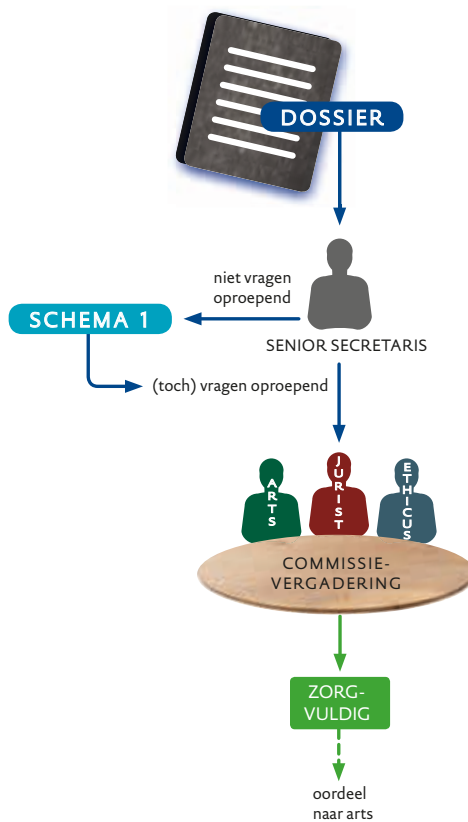 DOSSIER
niet vragen
oproepend
SCHEMA 1
SENIOR SECRETARIS
(toch) vragen oproepend
ARTS
JURIST
ETHICUS
COMMISSIE-
VERGADERING
ZORG-
VULDIG
oordeel
naar arts